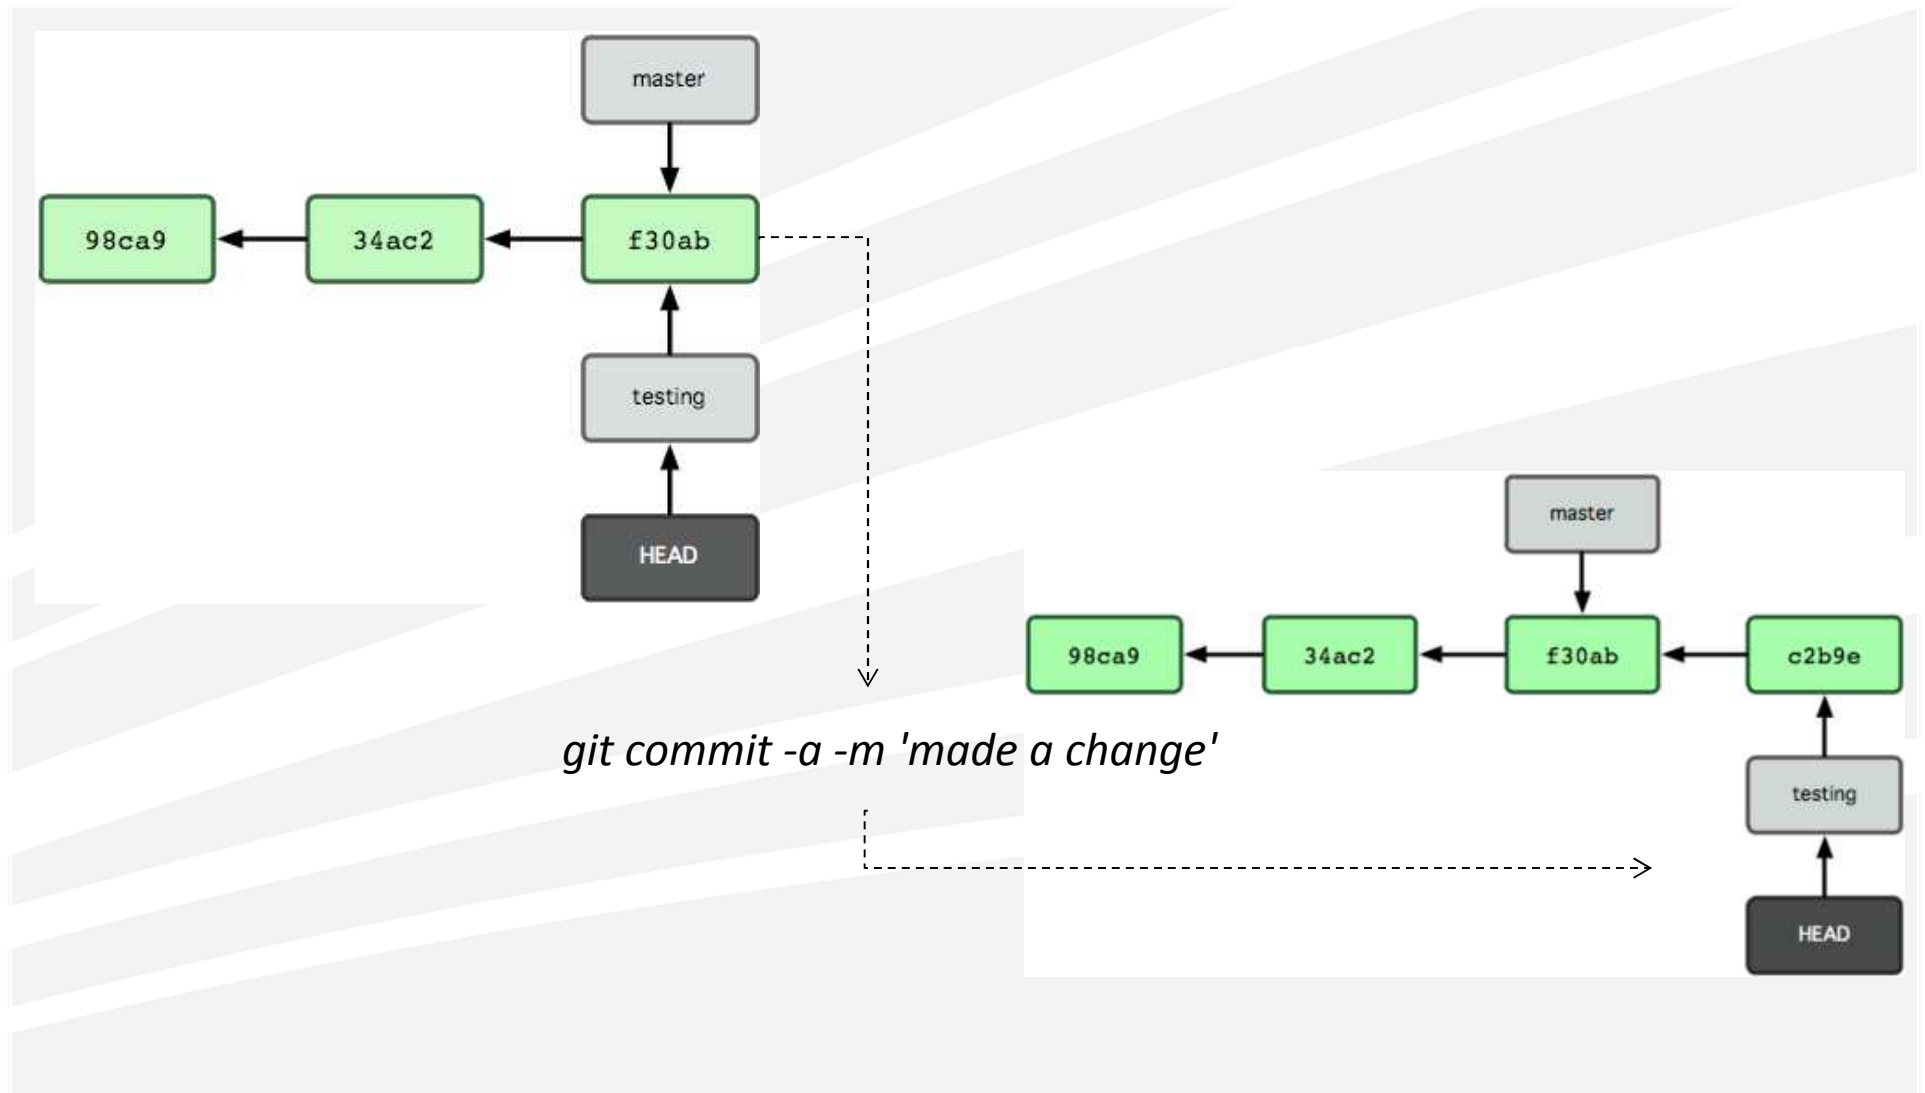 master
98ca9
34ac2
f30ab
testing
HEAD
git commit -a -m 'made a change'
master
98ca9
34ac2
f30ab
c2b9e
testing
HEAD